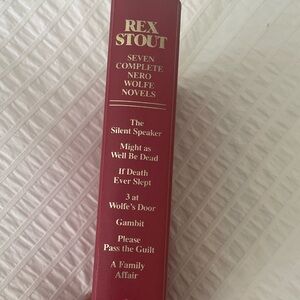 REX
STOUT
SEVEN
COMPLETE
NERO
WOLFE
NOVELS
The
Silent Speaker
Might as
Well Be Dead
If Death
Ever Slept
3 at
Wolfe's Door
Gambit
Please
Pass the Guilt
A Family
Affair